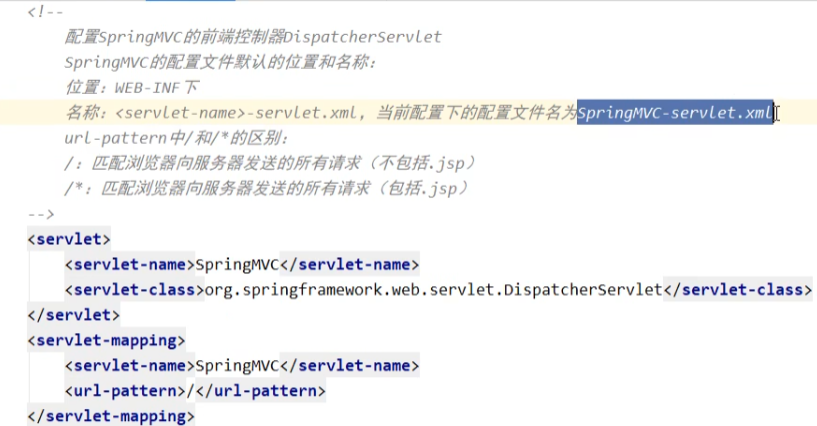 <!--
配置SpringMVC的前端控制器DispatcherServlet
SpringMVC的配置文件默认的位置和名称：
位置：WEB-INF下
名称：<servlet-name>-servlet.xml，当前配置下的配置文件名为SpringMVC-servlet.xml
url-pattern中/和/*的区别：
/：匹配浏览器向服务器发送的所有请求（不包括.jsp）
/*：匹配浏览器向服务器发送的所有请求（包括.jsp）
-->
<servlet>
<servlet-name>SpringMVC</servlet-name>
<servlet-class>org.springframework.web.servlet.DispatcherServlet</servlet-class>
</servlet>
<servlet-mapping>
<servlet-name>SpringMVC</servlet-name>
<url-pattern>/</url-pattern>
</servlet-mapping>